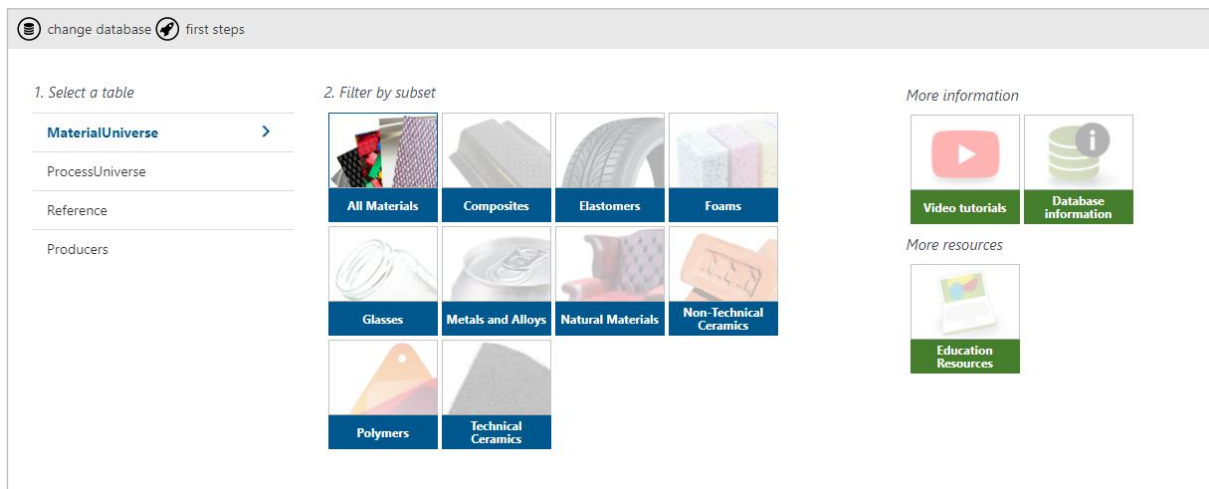 change database first steps
1. Select a table
MaterialUniverse
ProcessUniverse
Reference
Producers
2. Filter by subset
All Materials
Composites
Elastomers
Foams
Glasses
Metals and Alloys
Natural Materials
Non-Technical
Ceramics
Polymers
Technical
Ceramics
More information
Video tutorials
Database
information
More resources
Education
Resources